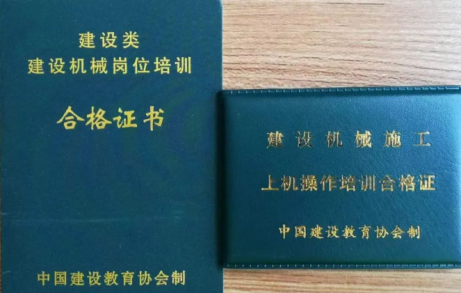 建设类
建设机械岗位培训
合格证书
中国建设教育协会制
建设机械施工
上机操作培训合格证
中国建设教育协会制